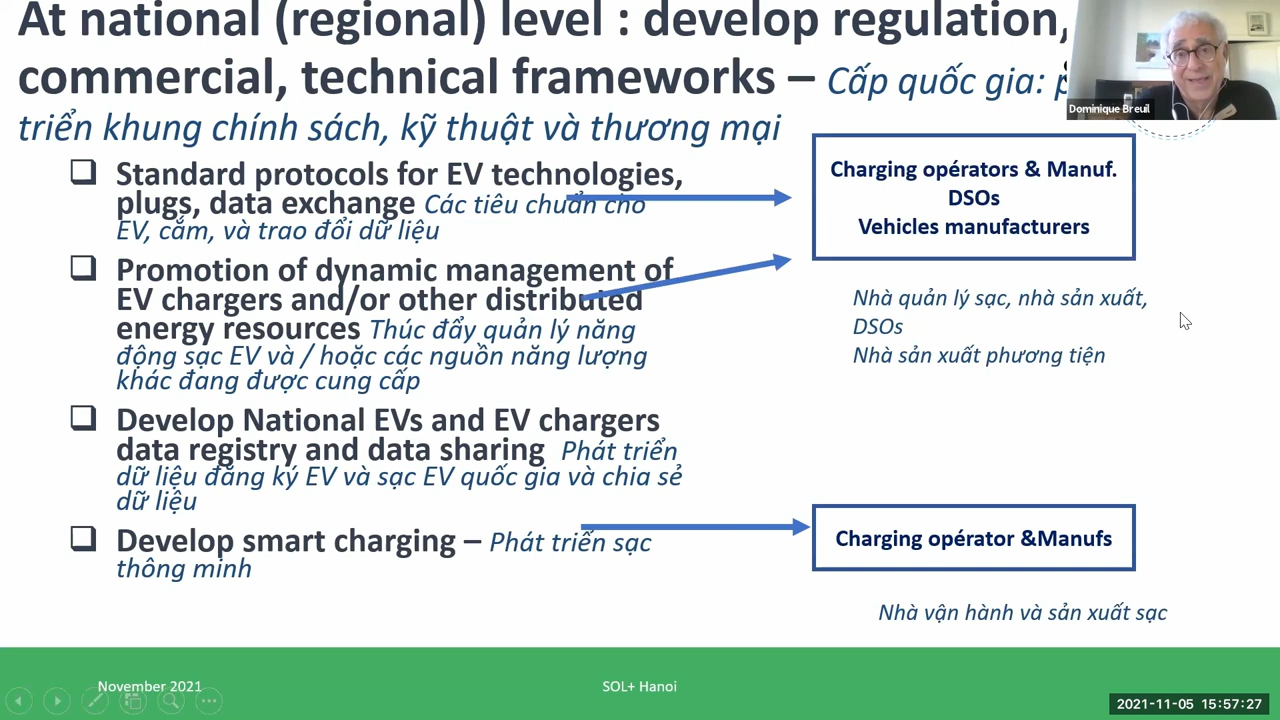 At national (regional) level : develop regulation,
commercial, technical frameworks – Cấp quốc gia:
triển khung chính sách, kỹ thuật và thương mại
Dominique Breuil
❑ Standard protocols for EV technologies,
plugs, data exchange Các tiêu chuẩn cho
EV, cắm, và trao đổi dữ liệu
❑ Promotion of dynamic management of
EV chargers and/or other distributed
energy resources Thúc đẩy quản lý năng
động sạc EV và / hoặc các nguồn năng lượng
khác đang được cung cấp
❑ Develop National EVs and EV chargers
data registry and data sharing Phát triển
dữ liệu đăng ký EV và sạc EV quốc gia và chia sẻ
dữ liệu
❑ Develop smart charging – Phát triển sạc
thông minh
Charging opérators & Manuf.
DSOs
Vehicles manufacturers
Nhà quản lý sạc, nhà sản xuất,
DSOs
Nhà sản xuất phương tiện
Charging opérator &Manufs
Nhà vận hành và sản xuất sạc
November 2021
SOL+ Hanoi
2021-11-05 15:57:27